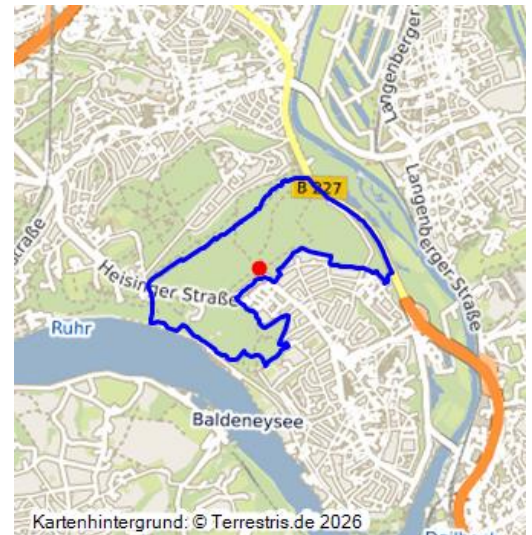 Langenberger
B 227
Langenberger Straße
Heisinger Straße
Ruhr
Baldeneysee
Kartenhintergrund: © Terrestris.de 2026